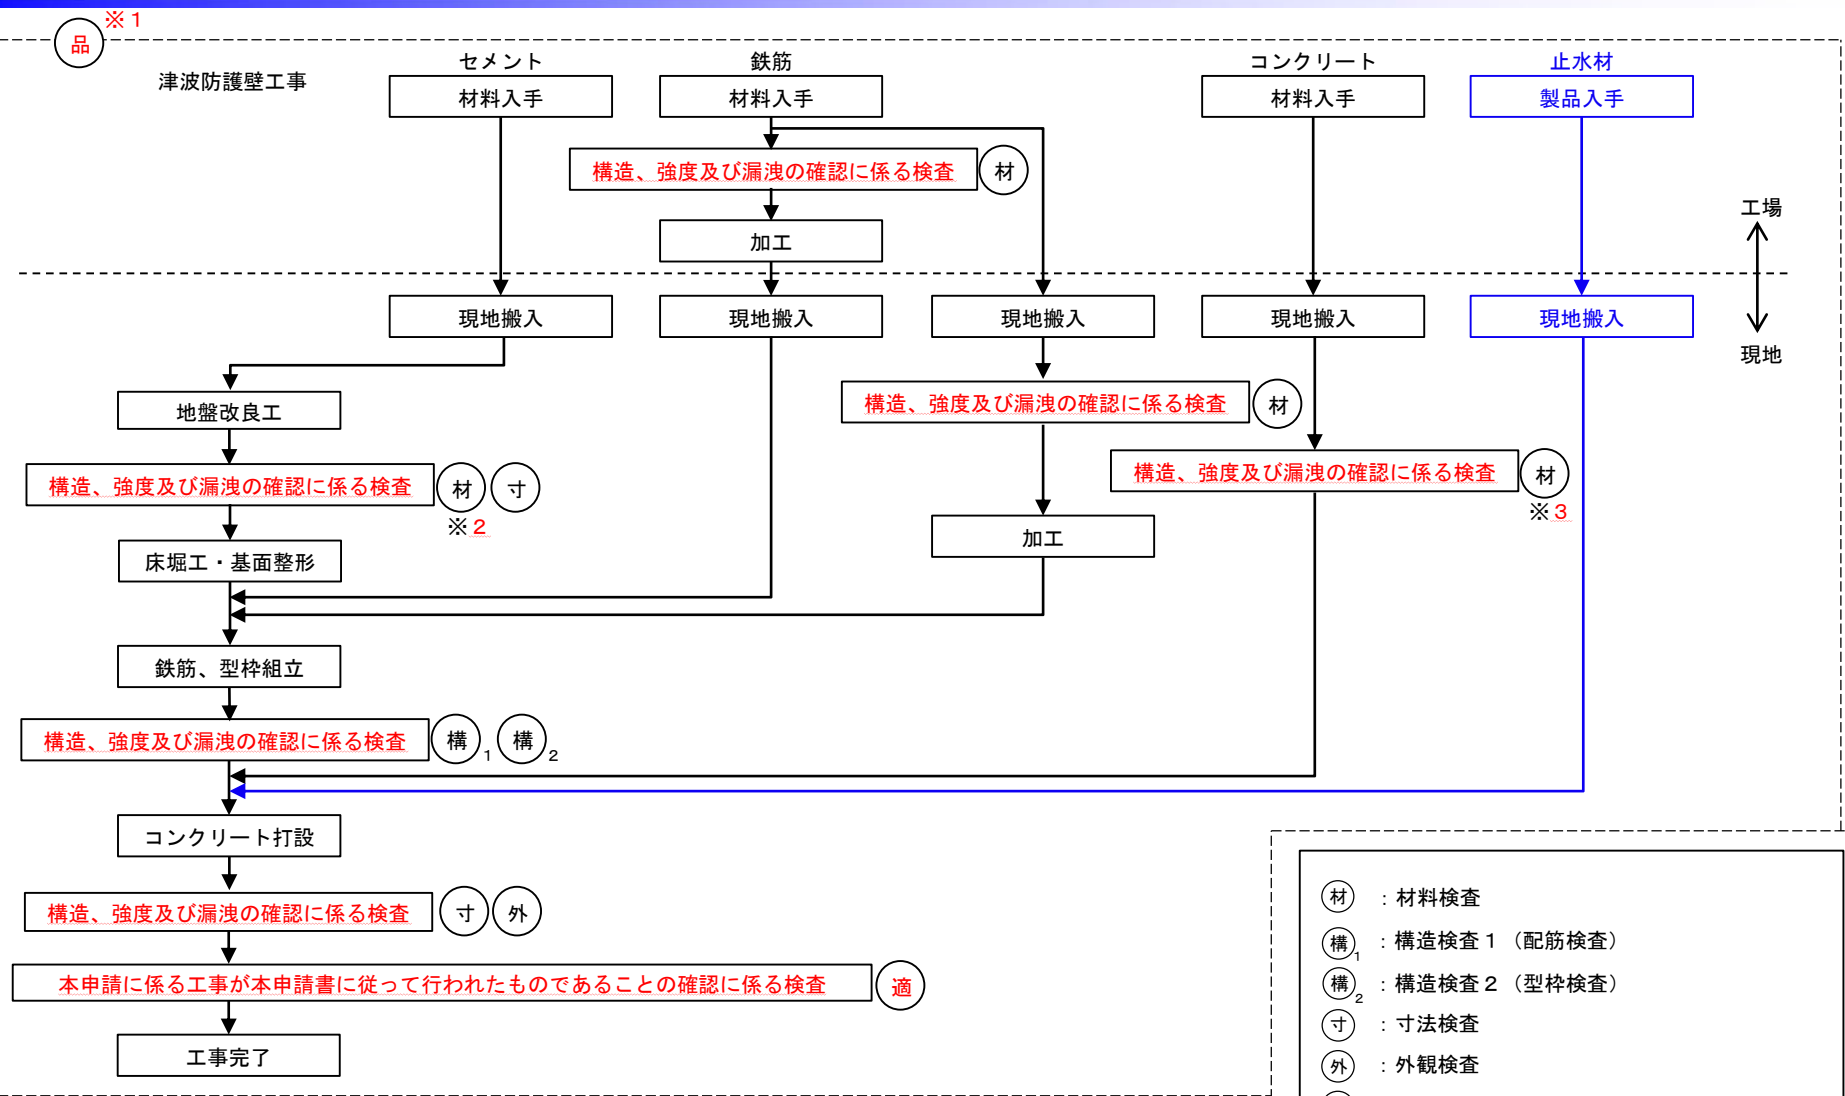 ※1
品
津波防護壁工事
セメント
鉄筋
コンクリート
止水材
材料入手
材料入手
材料入手
製品入手
構造、強度及び漏洩の確認に係る検査
材
工場
加工
現地搬入
現地搬入
現地搬入
現地搬入
現地搬入
現地
地盤改良工
構造、強度及び漏洩の確認に係る検査
材
構造、強度及び漏洩の確認に係る検査
材
※3
構造、強度及び漏洩の確認に係る検査
材
寸
※2
加工
床堀工・基面整形
鉄筋、型枠組立
構造、強度及び漏洩の確認に係る検査
構1
構2
コンクリート打設
構造、強度及び漏洩の確認に係る検査
寸
外
本申請に係る工事が本申請書に従って行われたものであることの確認に係る検査
適
工事完了
材 : 材料検査
構1 : 構造検査1（配筋検査）
構2 : 構造検査2（型枠検査）
寸 : 寸法検査
外 : 外観検査